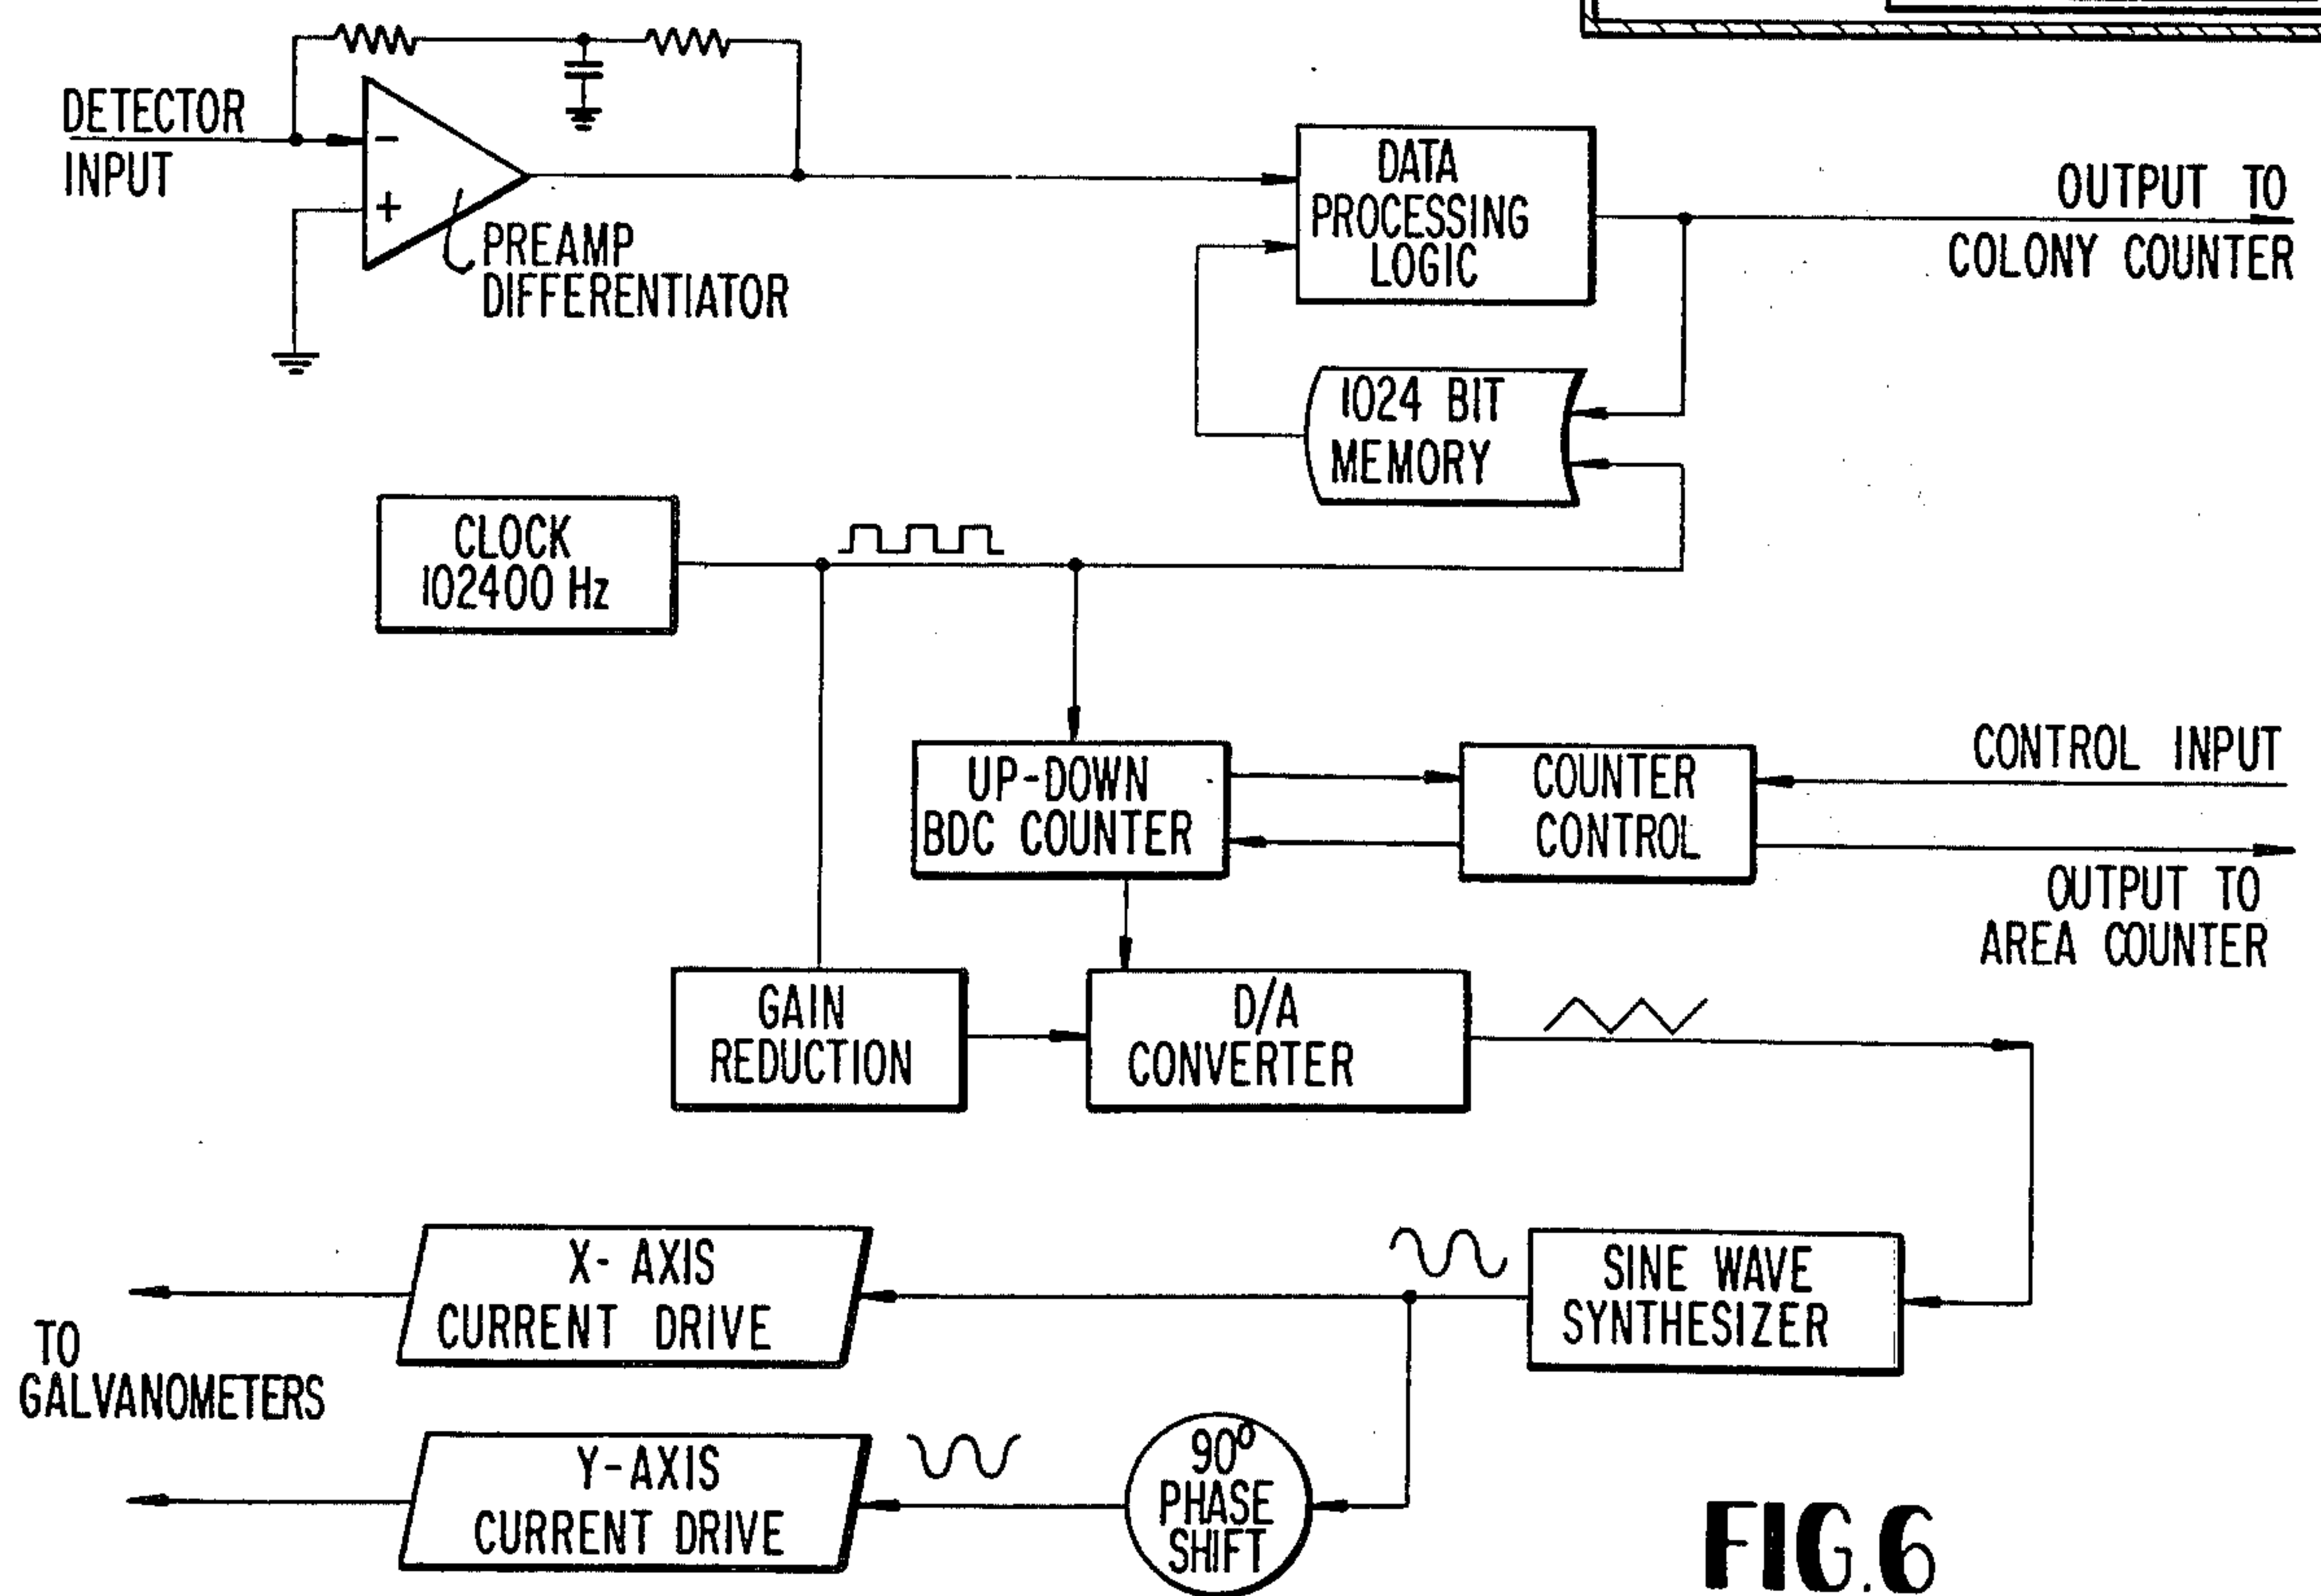 DETECTOR
INPUT
-
+
PREAMP
DIFFERENTIATOR
DATA
PROCESSING
LOGIC
OUTPUT TO
COLONY COUNTER
1024 BIT
MEMORY
CLOCK
102400 Hz
UP-DOWN
BDC COUNTER
COUNTER
CONTROL
CONTROL INPUT
OUTPUT TO
AREA COUNTER
GAIN
REDUCTION
D/A
CONVERTER
X- AXIS
CURRENT DRIVE
SINE WAVE
SYNTHESIZER
TO
GALVANOMETERS
Y-AXIS
CURRENT DRIVE
90°
PHASE
SHIFT
FIG.6